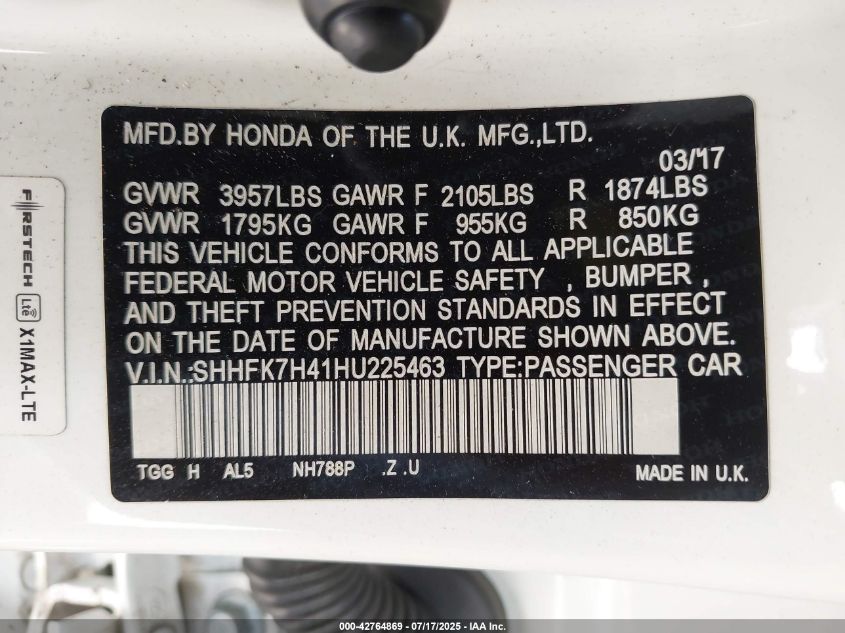 MFD.BY HONDA OF THE U.K. MFG.,LTD.
03/17
GVWR 3957LBS GAWR F 2105LBS R 1874LBS
GVWR 1795KG GAWR F 955KG R 850KG
THIS VEHICLE CONFORMS TO ALL APPLICABLE
FEDERAL MOTOR VEHICLE SAFETY , BUMPER ,
AND THEFT PREVENTION STANDARDS IN EFFECT
ON THE DATE OF MANUFACTURE SHOWN ABOVE.
V.I.N.:SHHFK7H41HU225463 TYPE:PASSENGER CAR
TGG H AL5 NH788P .Z .U
MADE IN U.K.
FIRSTECH Lte X1MAX-LTE
000-42764869 - 07/17/2025 - IAA Inc.